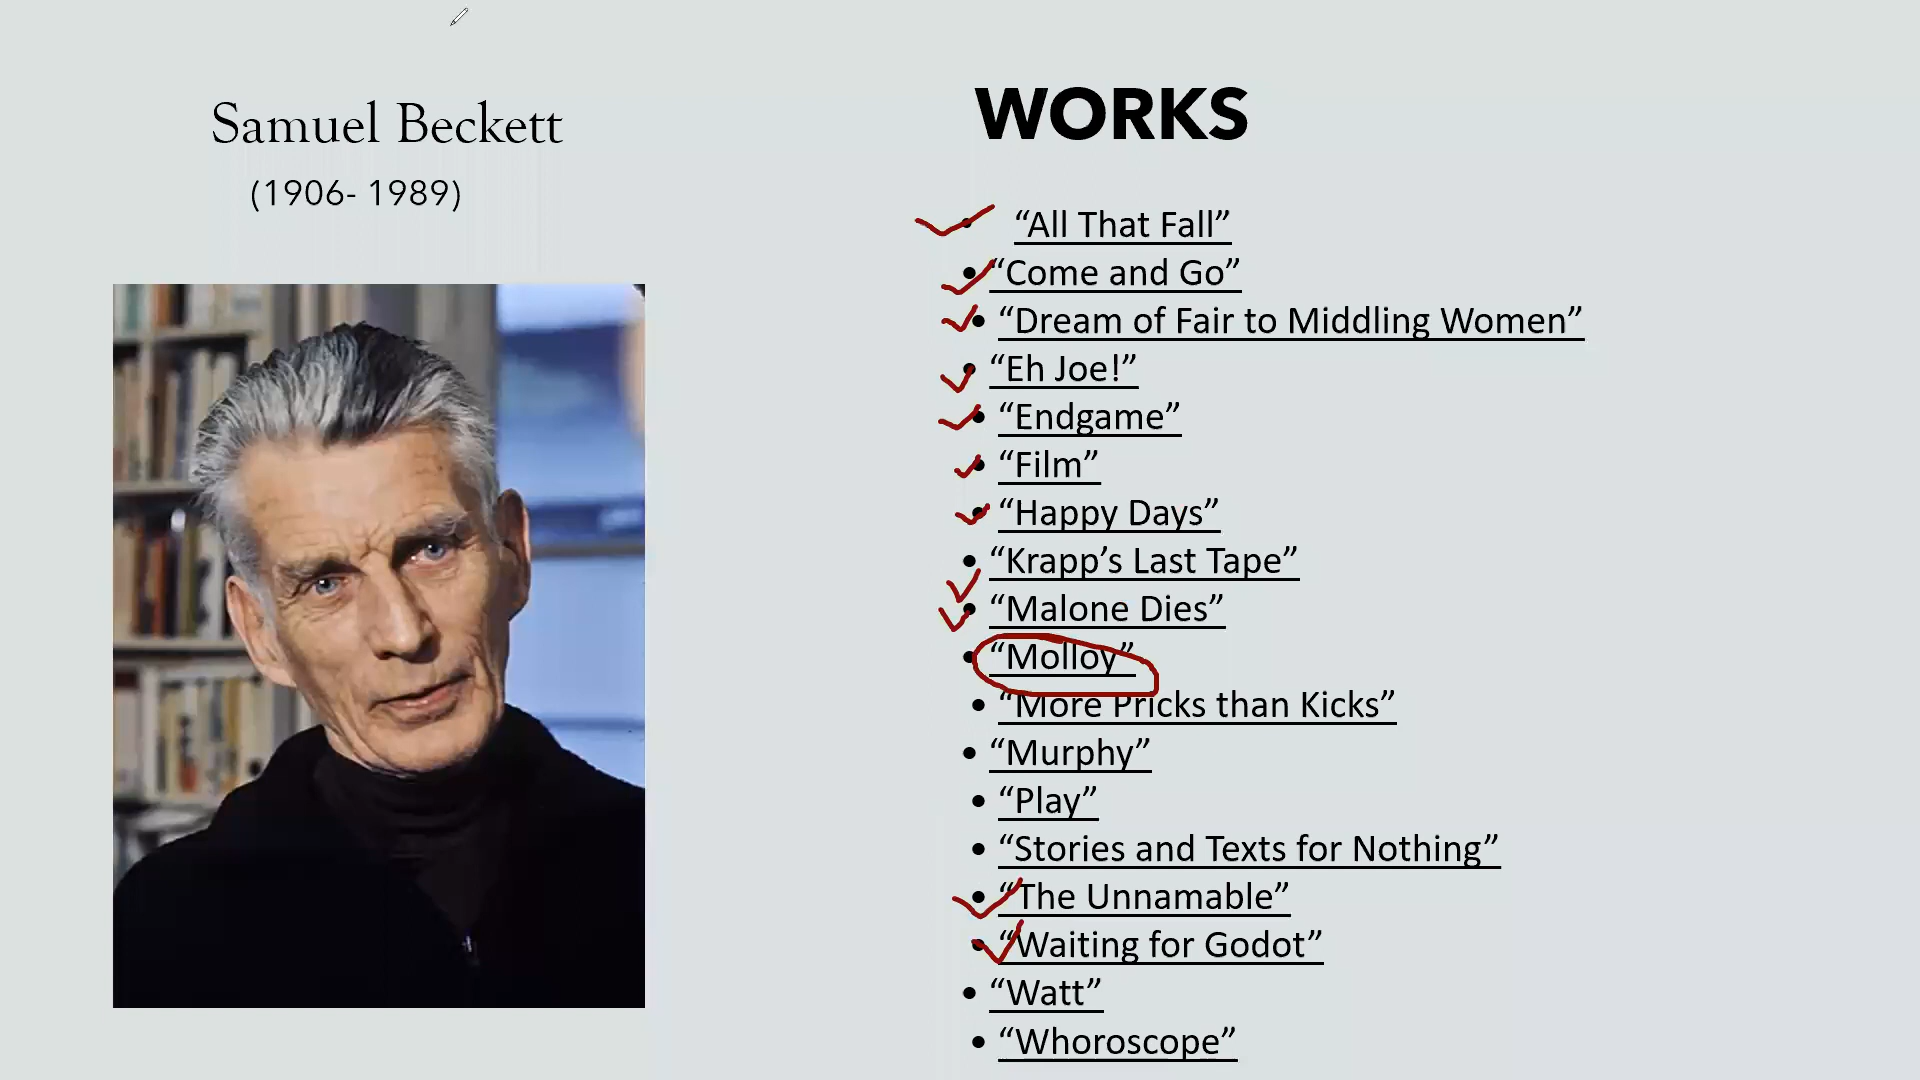 Samuel Beckett
(1906- 1989)
WORKS
• “All That Fall”
• “Come and Go”
• “Dream of Fair to Middling Women”
• “Eh Joe!”
• “Endgame”
• “Film”
• “Happy Days”
• “Krapp’s Last Tape”
• “Malone Dies”
• “Molloy”
• “More Pricks than Kicks”
• “Murphy”
• “Play”
• “Stories and Texts for Nothing”
• “The Unnamable”
• “Waiting for Godot”
• “Watt”
• “Whoroscope”